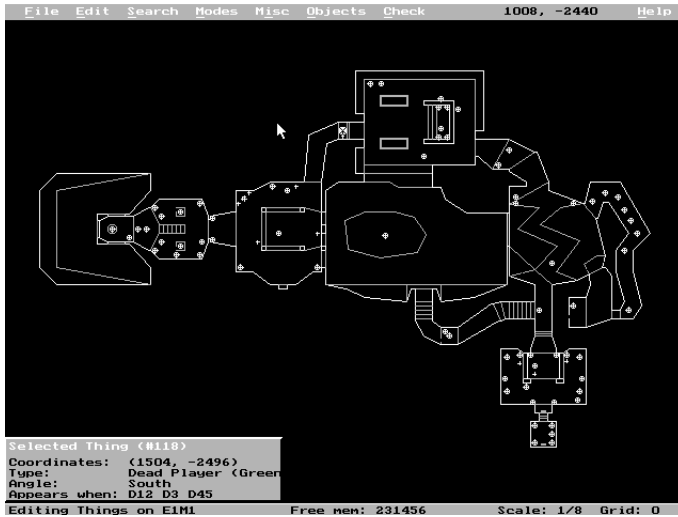 File Edit Search Modes Misc Objects Check 1008, -2440 Help
Selected Thing (#118)
Coordinates: (1504, -2496)
Type: Dead Player (Green
Angle: South
Appears when: D12 D3 D45
Editing Things on E1M1 Free mem: 231456 Scale: 1/8 Grid: 0